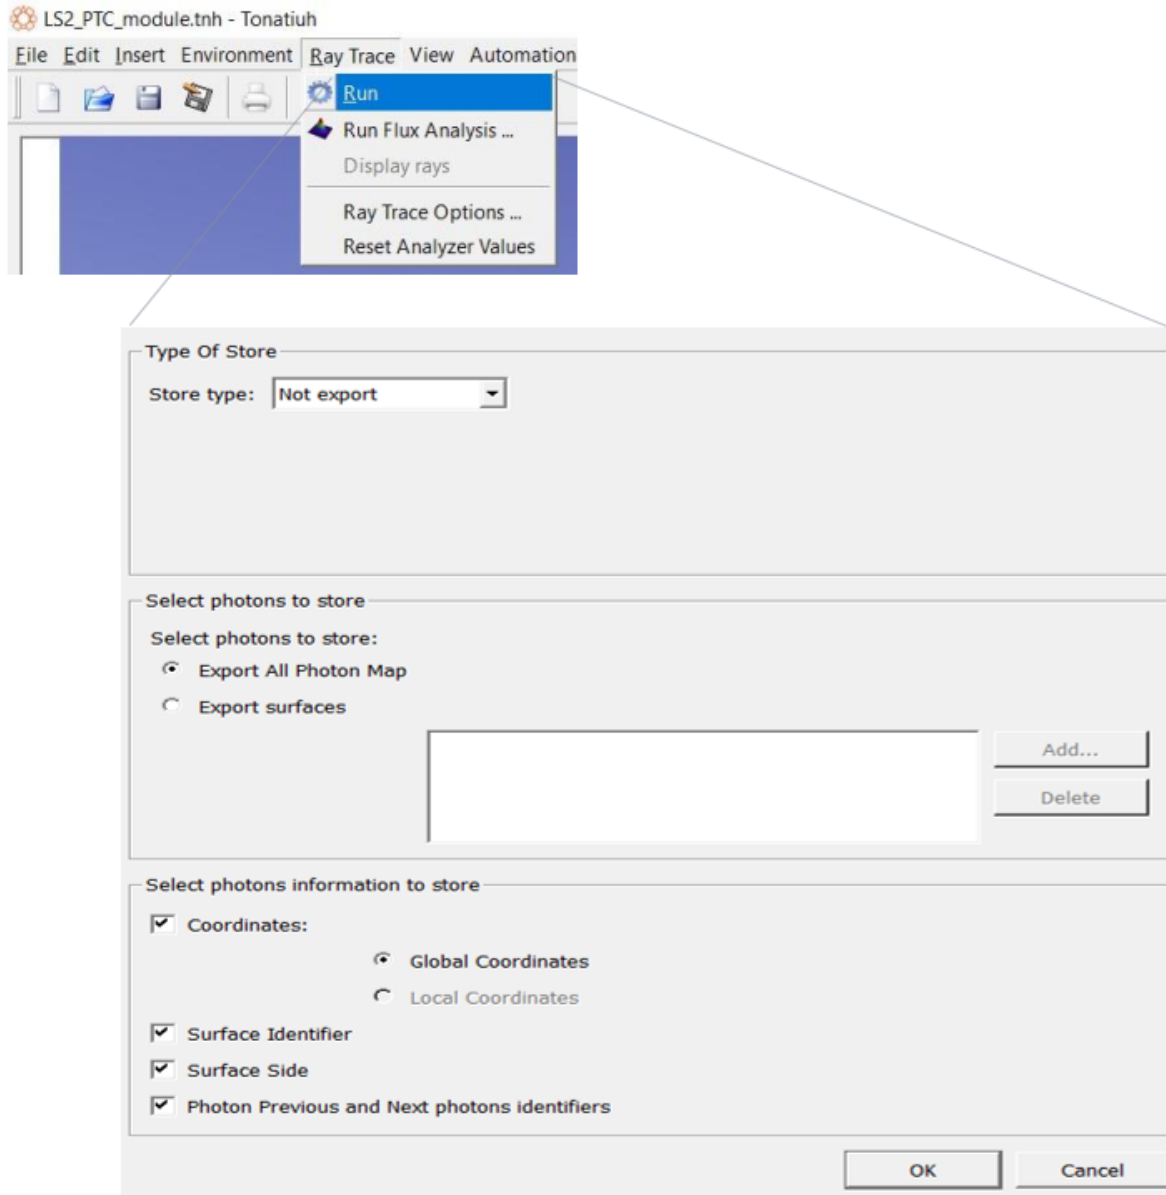 LS2_PTC_module.tnh - Tonatiuh
File Edit Insert Environment Ray Trace View Automation
Run
Run Flux Analysis ...
Display rays
Ray Trace Options ...
Reset Analyzer Values
Type Of Store
Store type: Not export
Select photons to store
Select photons to store:
Export All Photon Map
Export surfaces
Add...
Delete
Select photons information to store
Coordinates:
Global Coordinates
Local Coordinates
Surface Identifier
Surface Side
Photon Previous and Next photons identifiers
OK Cancel